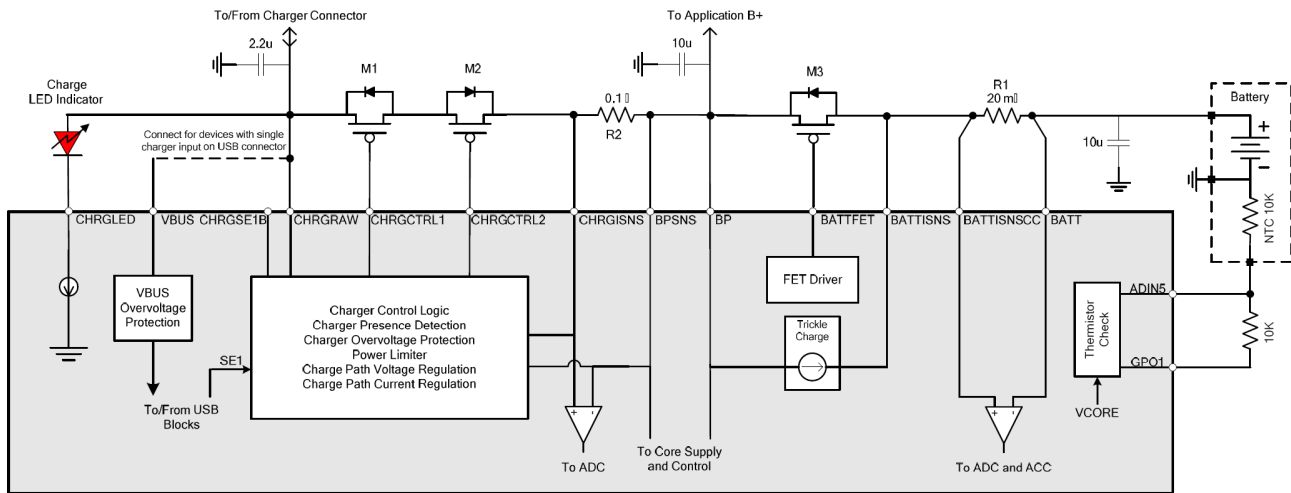 To/From Charger Connector
To Application B+
2.2u
10u
Charge
LED Indicator
M1
M2
M3
R1
20 m▯
0.1 ▯
R2
Battery
+
-
10u
Connect for devices with single
charger input on USB connector
NTC 10K
CHRGLED
VBUS
CHRGSE1B
CHRGRAW
CHRGCTRL1
CHRGCTRL2
CHRGISNS
BPSNS
BP
BATTFET
BATTISNS
BATTISNSCC
BATT
VBUS
Overvoltage
Protection
Charger Control Logic
Charger Presence Detection
Charger Overvoltage Protection
Power Limiter
Charge Path Voltage Regulation
Charge Path Current Regulation
FET Driver
Trickle
Charge
Thermistor
Check
ADIN5
GPO1
10K
SE1
To/From USB
Blocks
+ -
To ADC
To Core Supply
and Control
+ -
To ADC and ACC
VCORE